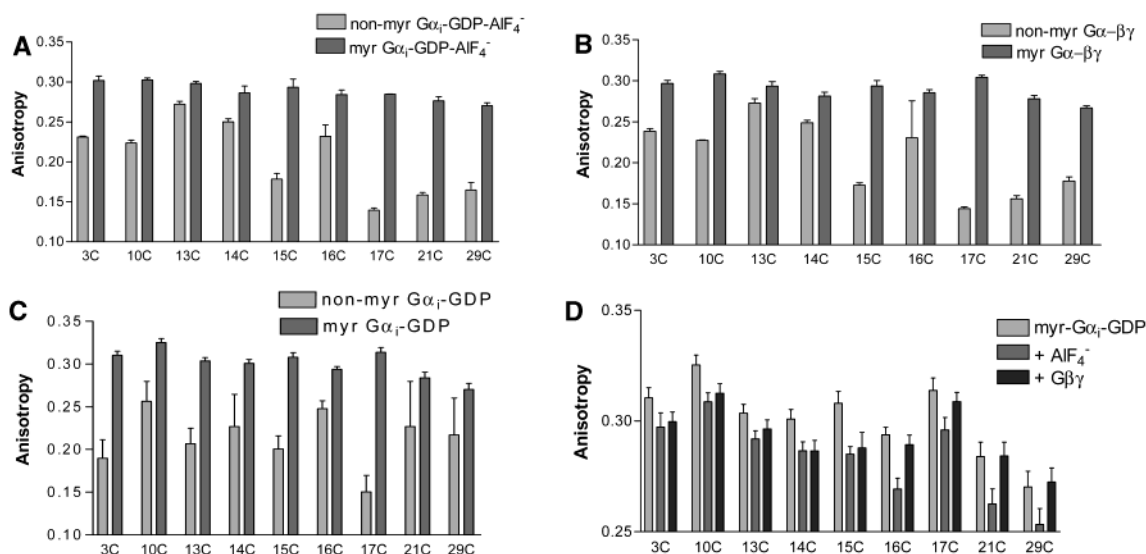 A
non-myr Gαi-GDP-AlF4-
myr Gαi-GDP-AlF4-
Anisotropy
0.35
0.30
0.25
0.20
0.15
0.10
3C 10C 13C 14C 15C 16C 17C 21C 29C
B
non-myr Gα−βγ
myr Gα−βγ
Anisotropy
0.35
0.30
0.25
0.20
0.15
0.10
3C 10C 13C 14C 15C 16C 17C 21C 29C
C
non-myr Gαi-GDP
myr Gαi-GDP
Anisotropy
0.35
0.30
0.25
0.20
0.15
0.10
3C 10C 13C 14C 15C 16C 17C 21C 29C
D
myr-Gαi-GDP
+ AlF4-
+ Gβγ
Anisotropy
0.35
0.30
0.25
3C 10C 13C 14C 15C 16C 17C 21C 29C